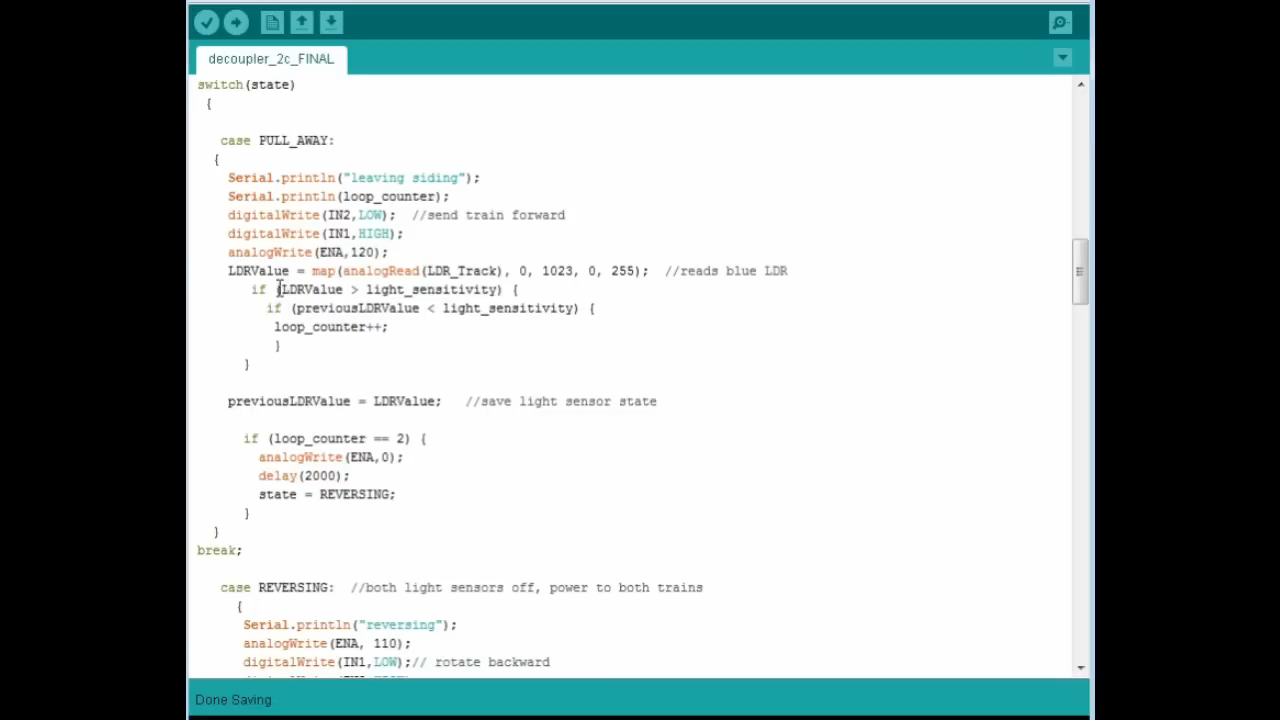 decoupler_2c_FINAL
switch(state)
{
case PULL_AWAY:
{
Serial.println("leaving siding");
Serial.println(loop_counter);
digitalWrite(IN2,LOW); //send train forward
digitalWrite(IN1,HIGH);
analogWrite(ENA,120);
LDRValue = map(analogRead(LDR_Track), 0, 1023, 0, 255); //reads blue LDR
if (LDRValue > light_sensitivity) {
if (previousLDRValue < light_sensitivity) {
loop_counter++;
}
}
previousLDRValue = LDRValue; //save light sensor state
if (loop_counter == 2) {
analogWrite(ENA,0);
delay(2000);
state = REVERSING;
}
}
break;
case REVERSING: //both light sensors off, power to both trains
{
Serial.println("reversing");
analogWrite(ENA, 110);
digitalWrite(IN1,LOW);// rotate backward
Done Saving